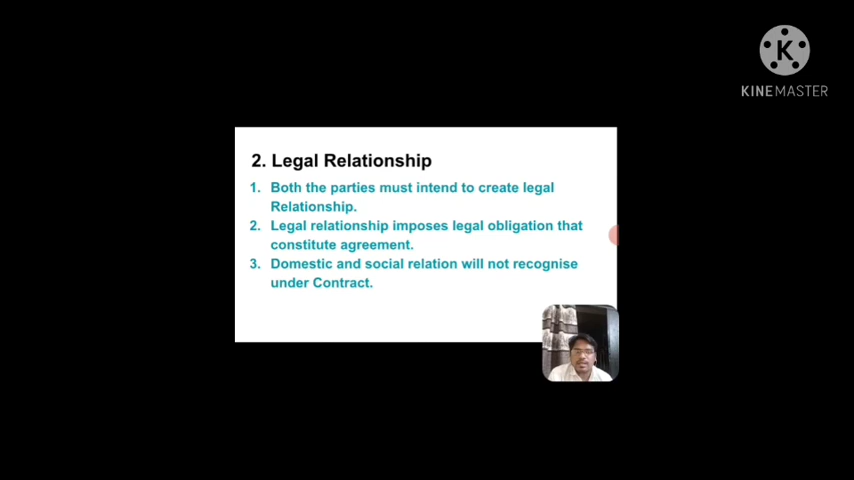 K
KINEMASTER
2. Legal Relationship
1. Both the parties must intend to create legal
Relationship.
2. Legal relationship imposes legal obligation that
constitute agreement.
3. Domestic and social relation will not recognise
under Contract.